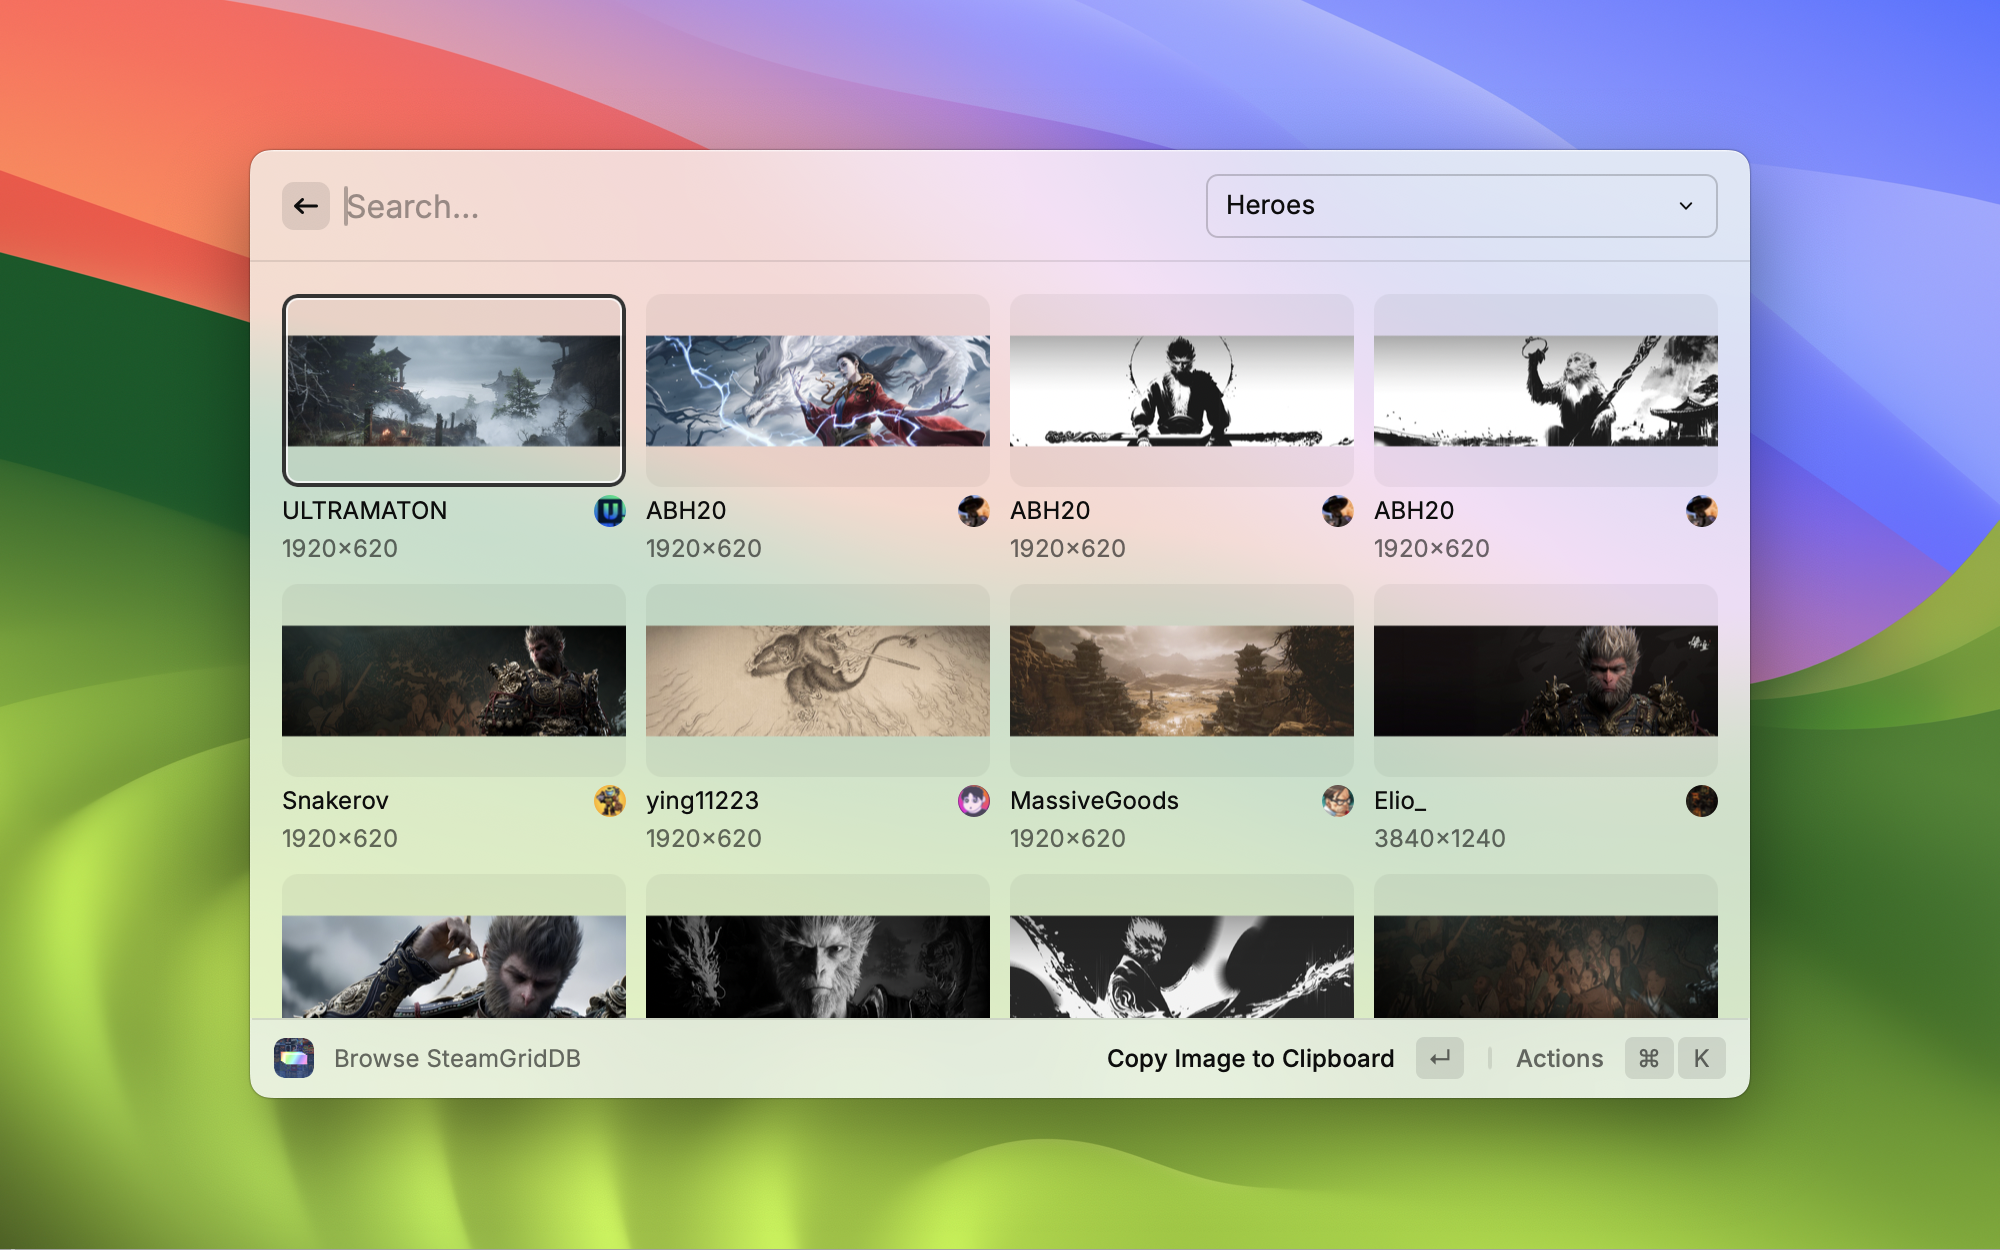 Search...
Heroes
ULTRAMATON
1920×620
ABH20
1920×620
ABH20
1920×620
ABH20
1920×620
Snakerov
1920×620
ying11223
1920×620
MassiveGoods
1920×620
Elio_
3840×1240
Browse SteamGridDB
Copy Image to Clipboard ↵
Actions ⌘ K